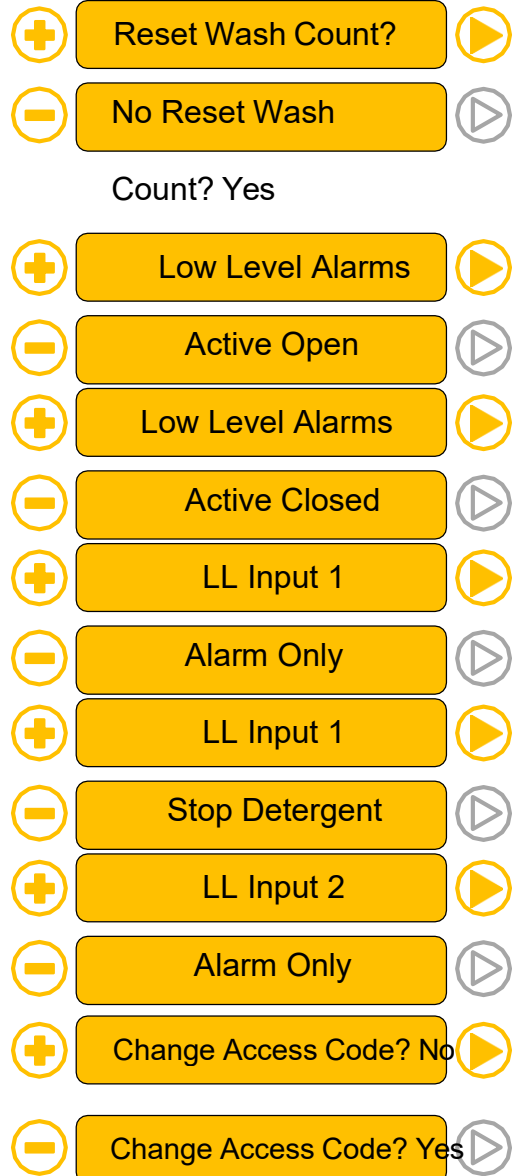 Reset Wash Count?
No Reset Wash
Count? Yes
Low Level Alarms
Active Open
Low Level Alarms
Active Closed
LL Input 1
Alarm Only
LL Input 1
Stop Detergent
LL Input 2
Alarm Only
Change Access Code? No
Change Access Code? Yes